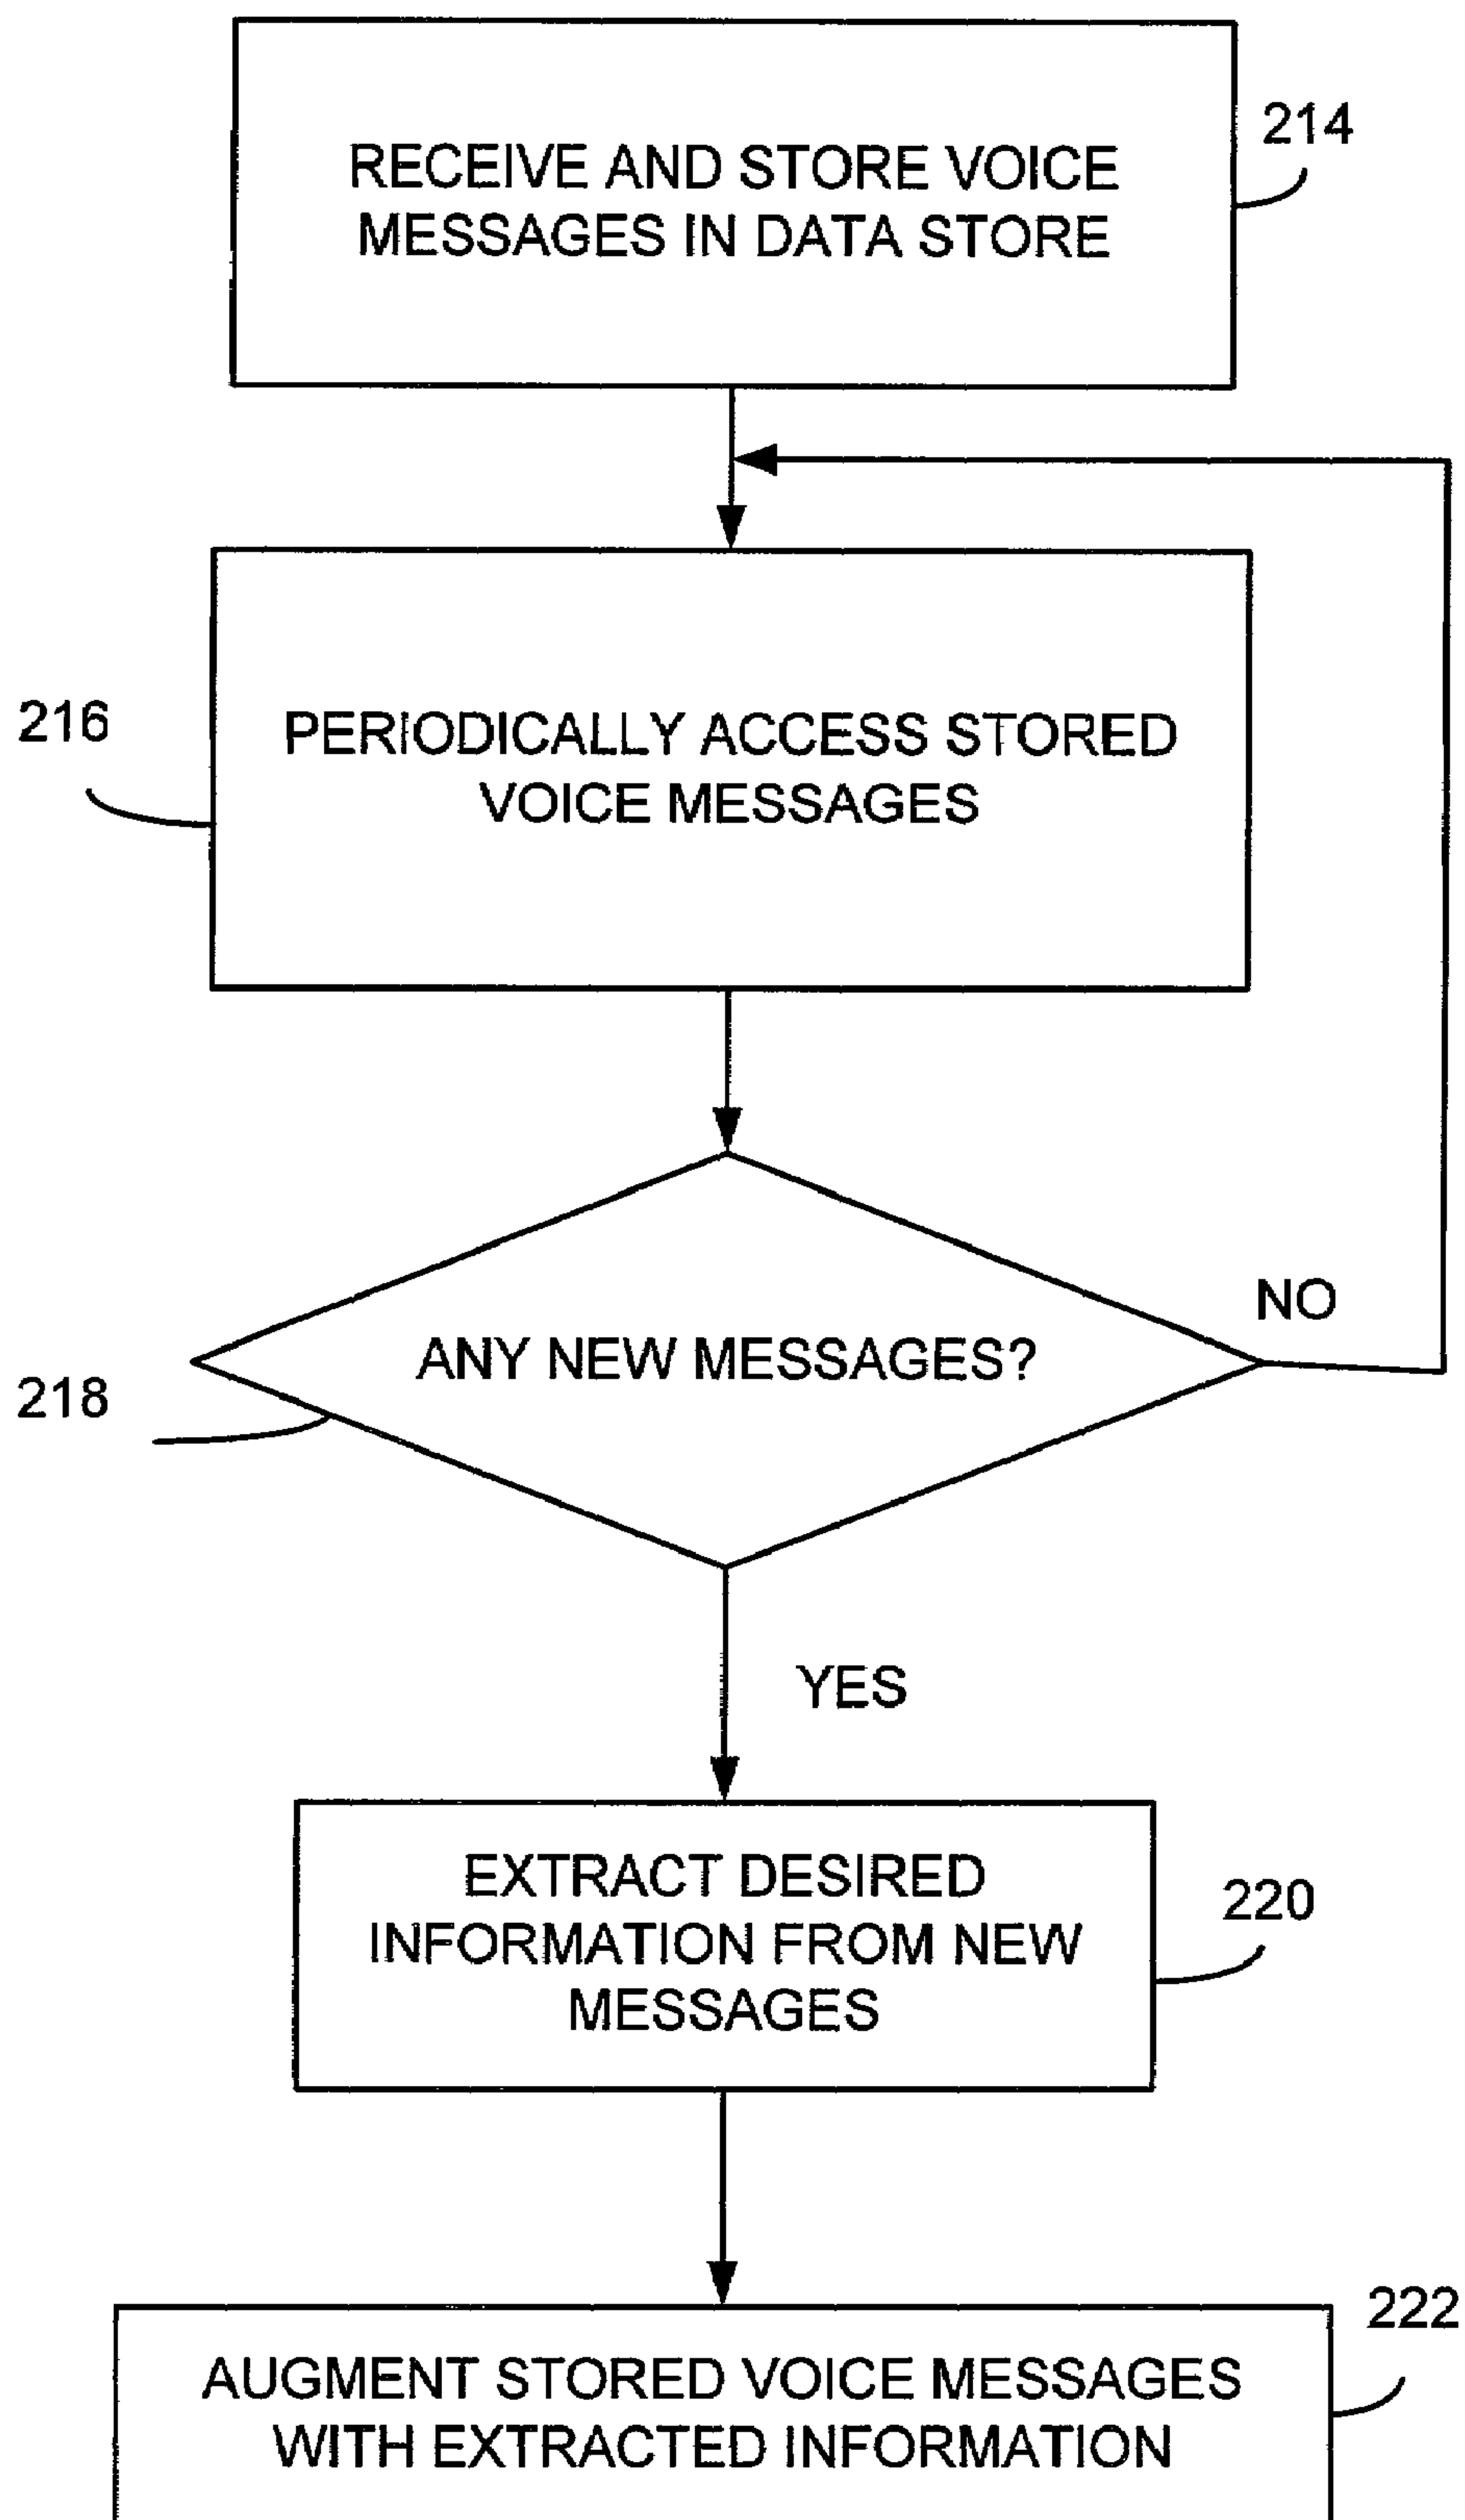 214
RECEIVE AND STORE VOICE
MESSAGES IN DATA STORE
216
PERIODICALLY ACCESS STORED
VOICE MESSAGES
NO
ANY NEW MESSAGES?
218
YES
EXTRACT DESIRED
INFORMATION FROM NEW
MESSAGES
220
222
AUGMENT STORED VOICE MESSAGES
WITH EXTRACTED INFORMATION